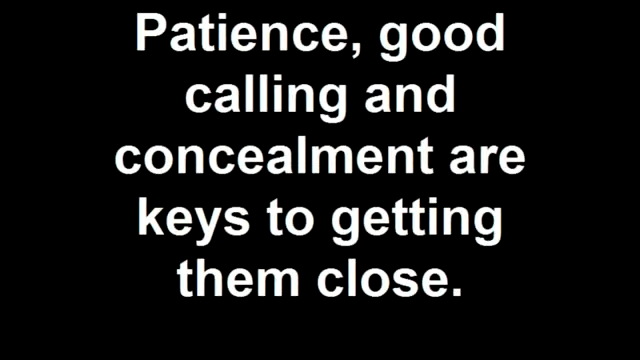 Patience, good
calling and
concealment are
keys to getting
them close.